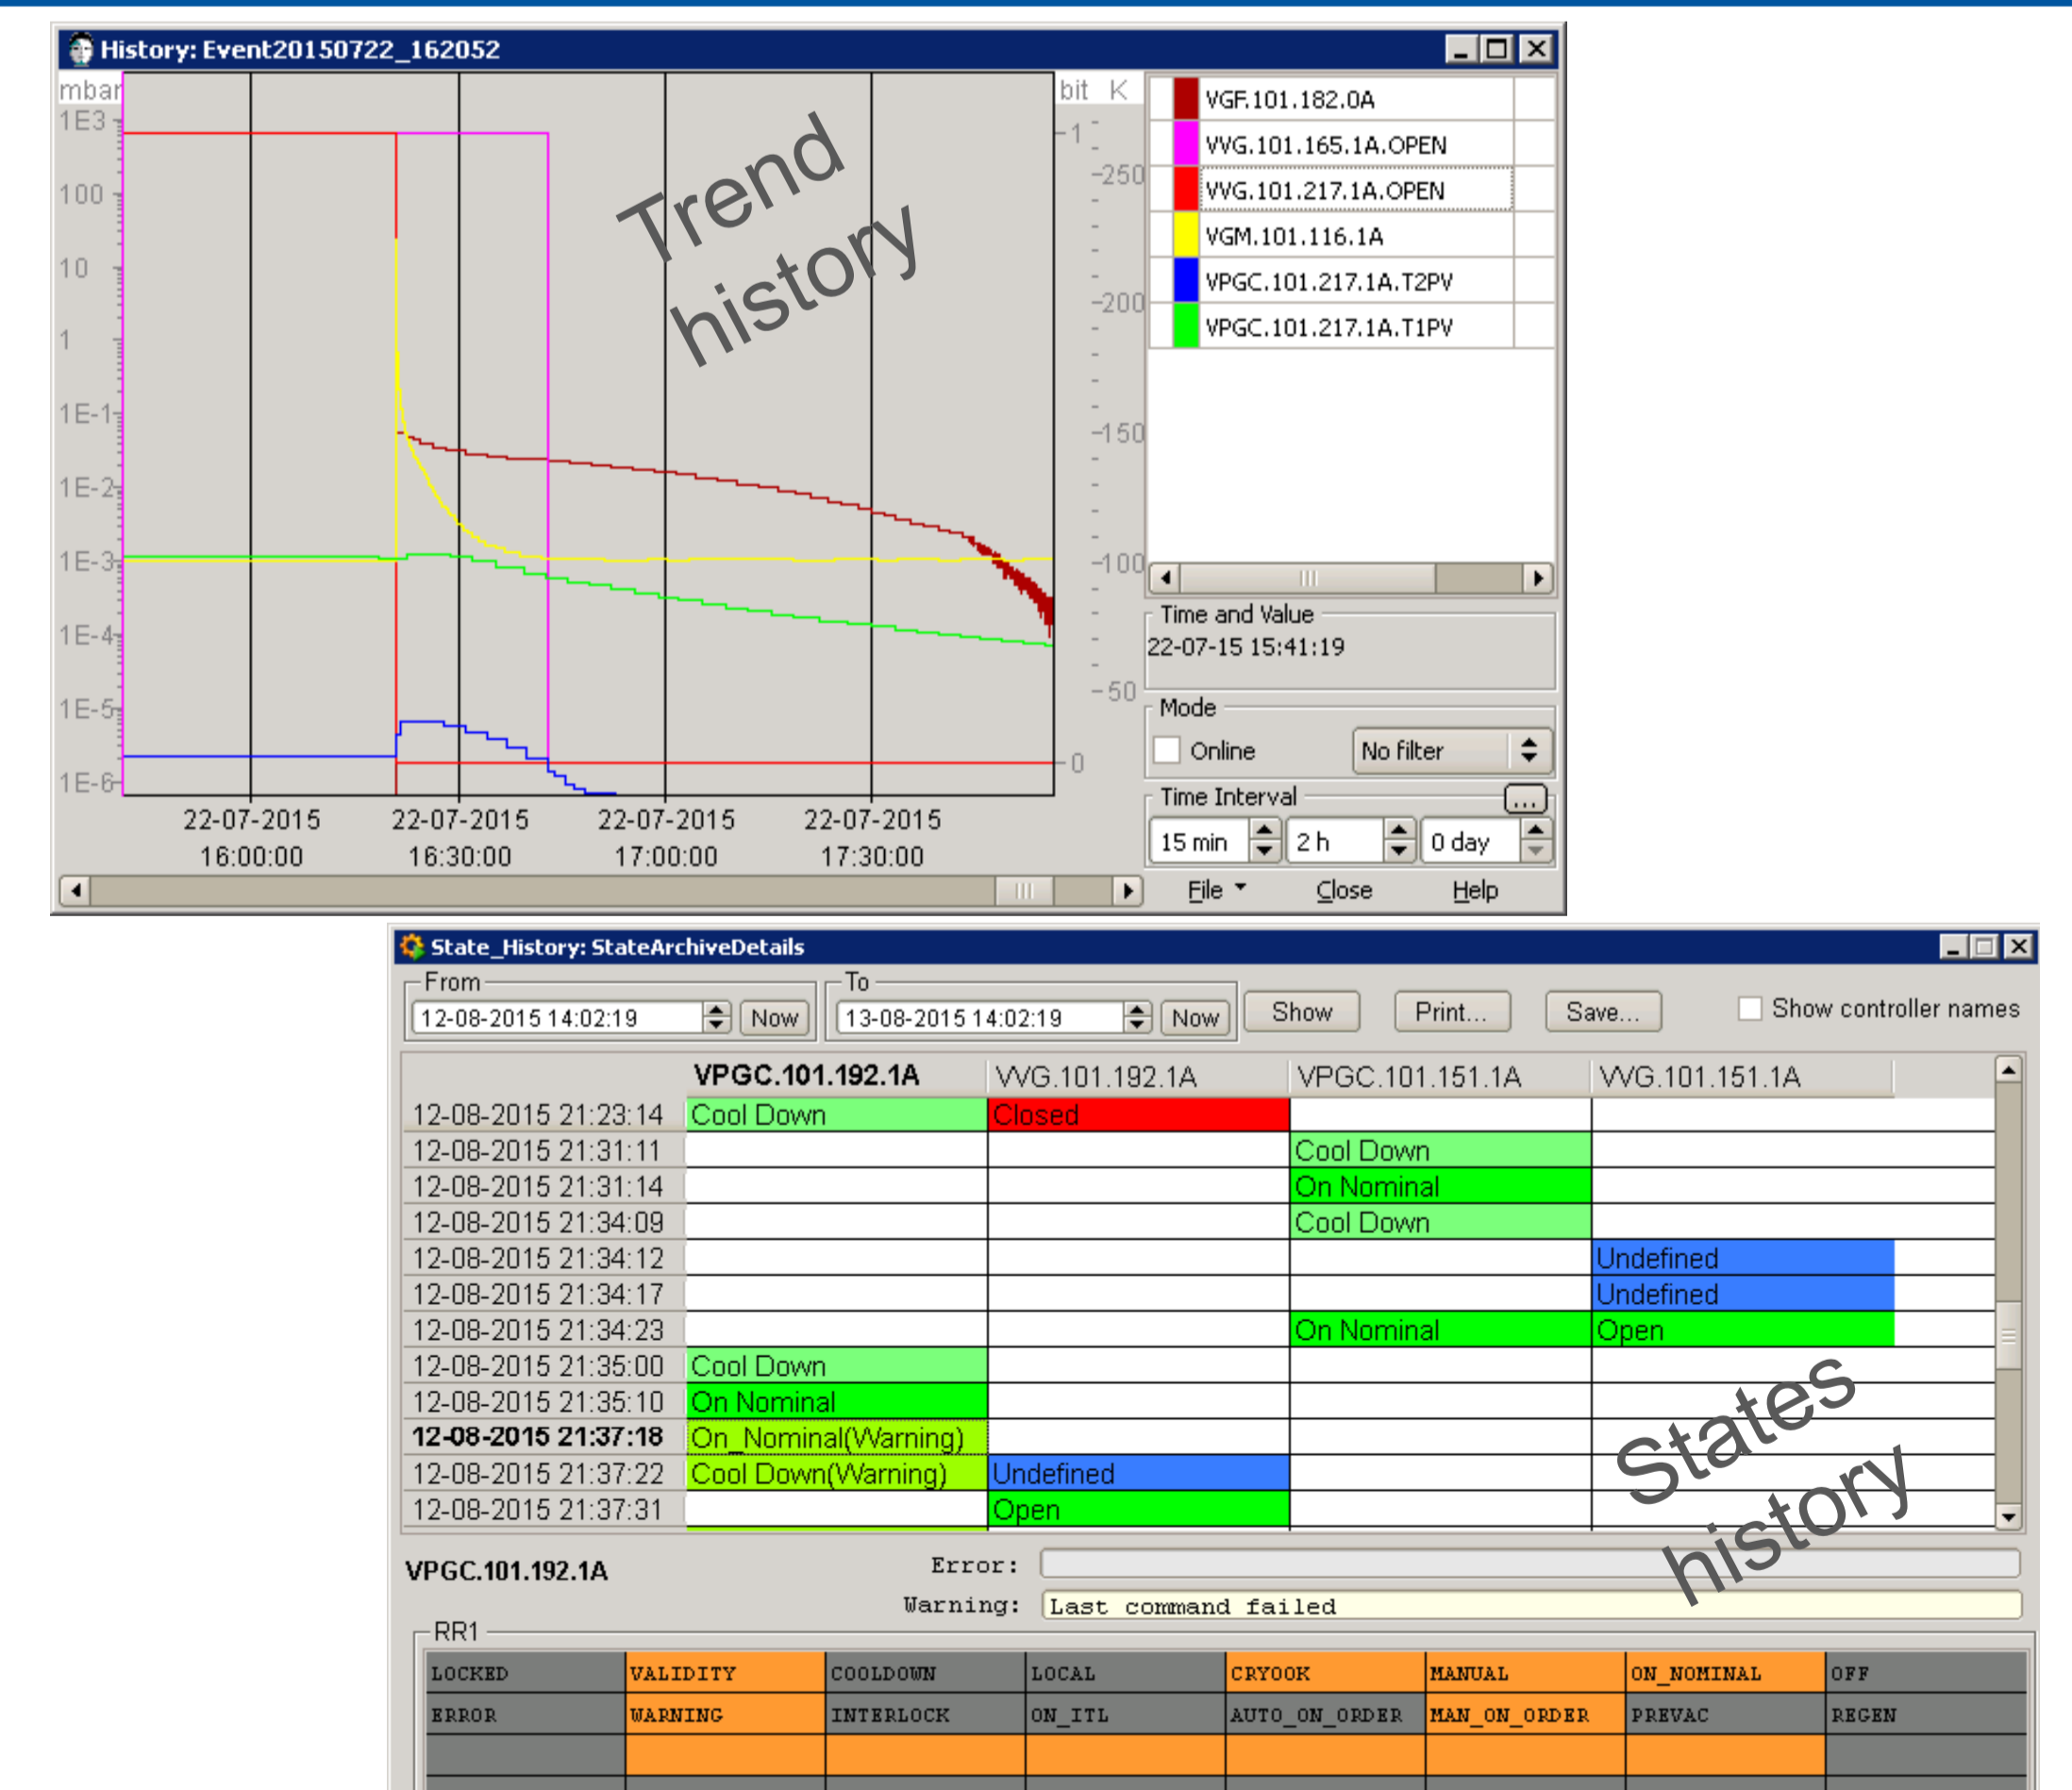 History: Event20150722_162052
mbar
bit K
1E3
100
10
1
1E-1
1E-2
1E-3
1E-4
1E-5
1E-6
1
0
250
200
150
100
50
Trend
history
22-07-2015 22-07-2015 22-07-2015 22-07-2015
16:00:00 16:30:00 17:00:00 17:30:00
VGF.101.182.0A
VVG.101.165.1A.OPEN
VVG.101.217.1A.OPEN
VGM.101.116.1A
VPGC.101.217.1A.T2PV
VPGC.101.217.1A.T1PV
Time and Value
22-07-15 15:41:19
Mode
Online No filter
Time Interval ...
15 min 2 h 0 day
File Close Help
State_History: StateArchiveDetails
From To
12-08-2015 14:02:19 Now 13-08-2015 14:02:19 Now Show Print... Save... Show controller names
VPGC.101.192.1A VVG.101.192.1A VPGC.101.151.1A VVG.101.151.1A
12-08-2015 21:23:14 Cool Down Closed
12-08-2015 21:31:11 Cool Down
12-08-2015 21:31:14 On Nominal
12-08-2015 21:34:09 Cool Down
12-08-2015 21:34:12 Undefined
12-08-2015 21:34:17 Undefined
12-08-2015 21:34:23 On Nominal Open
12-08-2015 21:35:00 Cool Down
12-08-2015 21:35:10 On Nominal
12-08-2015 21:37:18 On_Nominal(Warning)
12-08-2015 21:37:22 Cool Down(Warning) Undefined
12-08-2015 21:37:31 Open
States
history
VPGC.101.192.1A Error:
Warning: Last command failed
RR1
LOCKED VALIDITY COOLDOWN LOCAL CRYOOK MANUAL ON_NOMINAL OFF
ERROR WARNING INTERLOCK ON_ITL AUTO_ON_ORDER MAN_ON_ORDER PREVAC REGEN